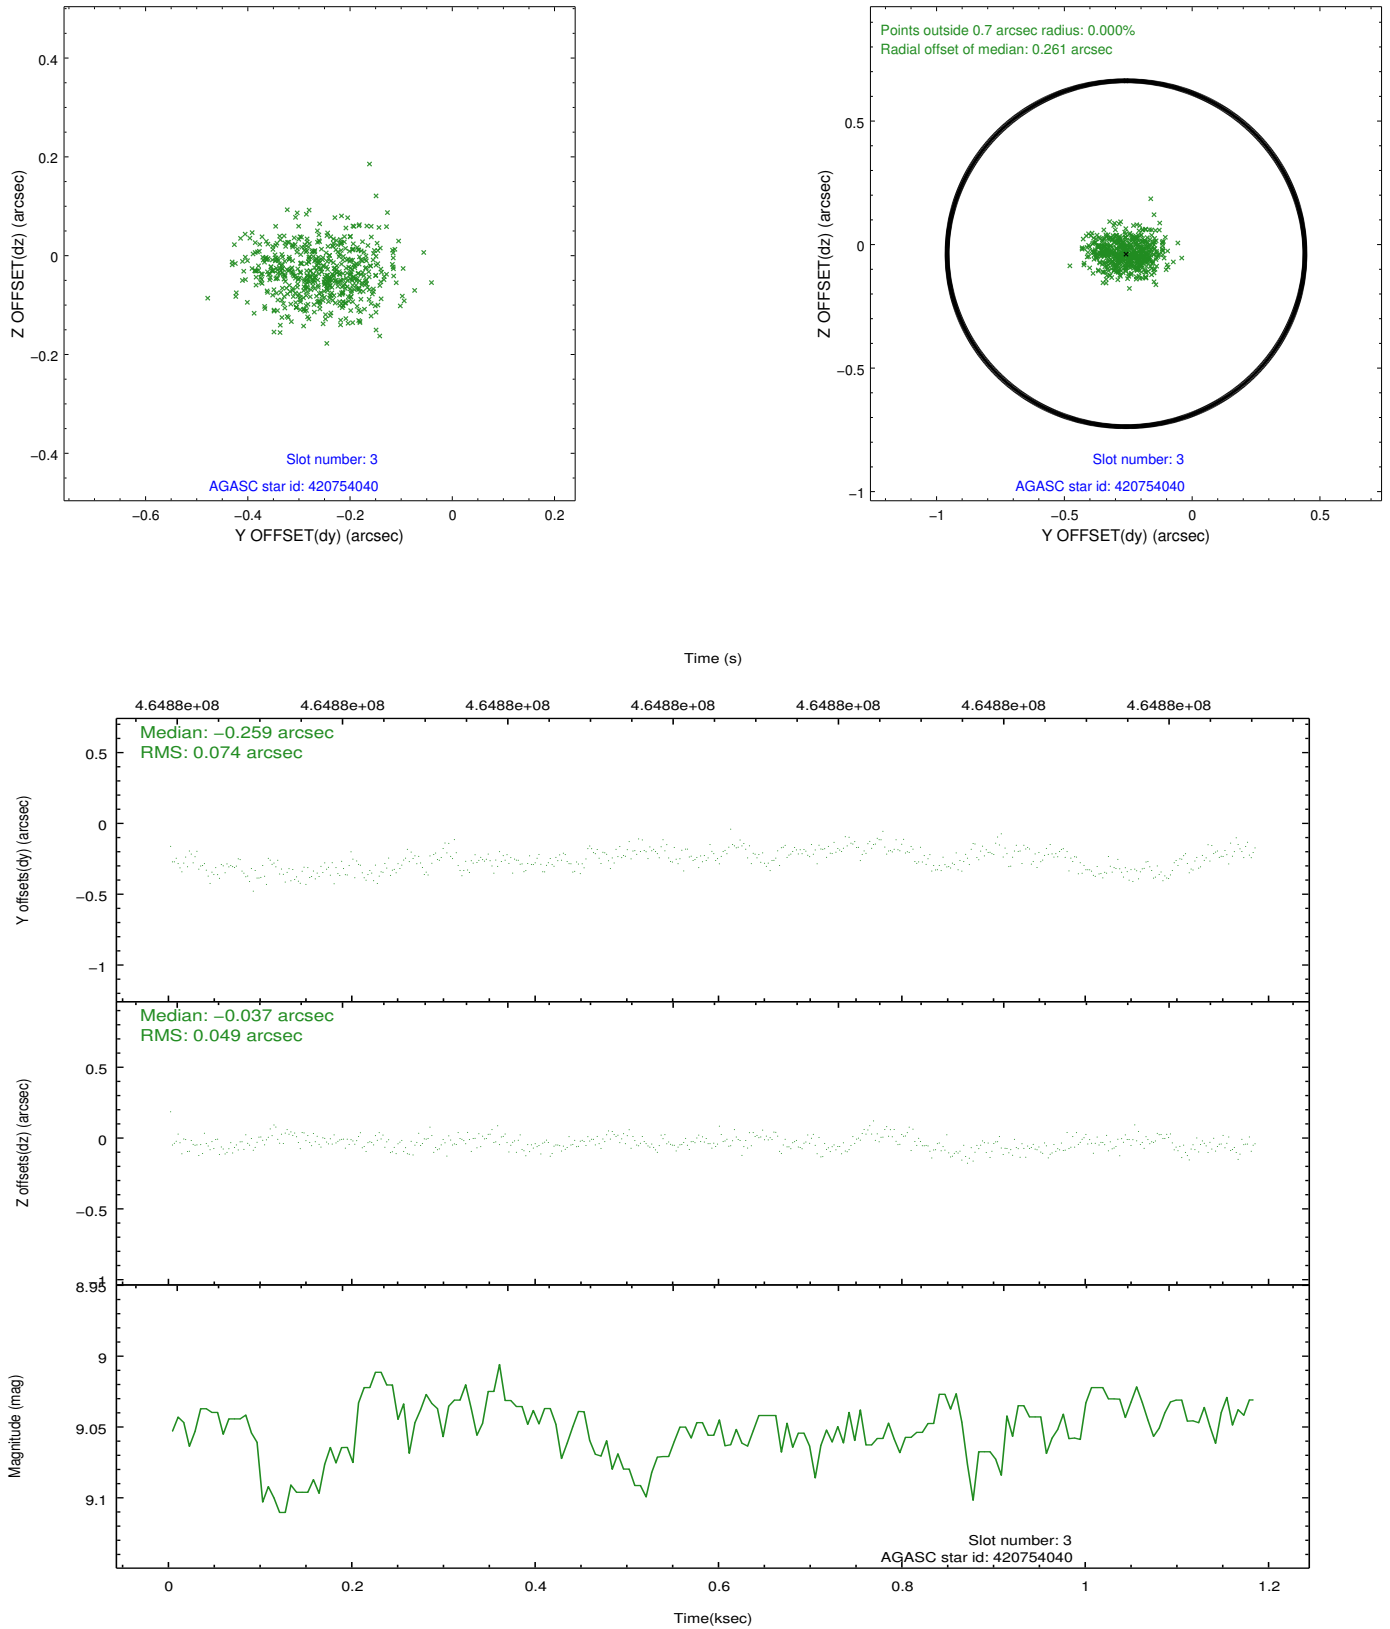 0.4
0.2
0
−0.2
−0.4
Z OFFSET(dz) (arcsec)
Slot number: 3
AGASC star id: 420754040
−0.6 −0.4 −0.2 0 0.2
Y OFFSET(dy) (arcsec)
Points outside 0.7 arcsec radius: 0.000%
Radial offset of median: 0.261 arcsec
0.5
0
−0.5
−1
Z OFFSET(dz) (arcsec)
Slot number: 3
AGASC star id: 420754040
−1 −0.5 0 0.5
Y OFFSET(dy) (arcsec)
Time (s)
4.6488e+08 4.6488e+08 4.6488e+08 4.6488e+08 4.6488e+08 4.6488e+08 4.6488e+08
Median: −0.259 arcsec
RMS: 0.074 arcsec
0.5
0
−0.5
−1
Y offsets(dy) (arcsec)
Median: −0.037 arcsec
RMS: 0.049 arcsec
0.5
0
−0.5
−1
Z offsets(dz) (arcsec)
8.95
9
9.05
9.1
Magnitude (mag)
Slot number: 3
AGASC star id: 420754040
0 0.2 0.4 0.6 0.8 1 1.2
Time(ksec)